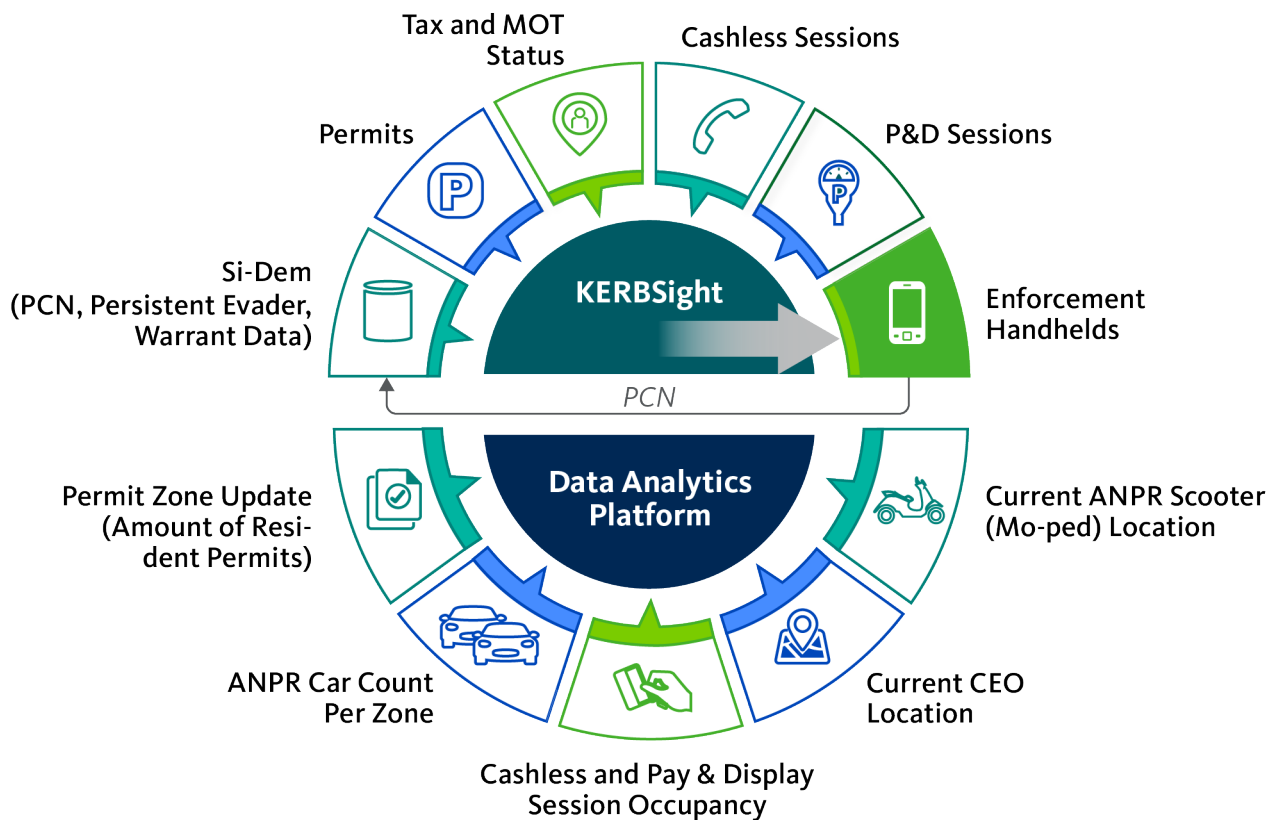 Tax and MOT
Status
Cashless Sessions
Permits
P
P&D Sessions
P
Si-Dem
(PCN, Persistent Evader,
Warrant Data)
KERBSight
Enforcement
Handhelds
PCN
Permit Zone Update
(Amount of Resi-
dent Permits)
Data Analytics
Platform
Current ANPR Scooter
(Mo-ped) Location
ANPR Car Count
Per Zone
Current CEO
Location
Cashless and Pay & Display
Session Occupancy